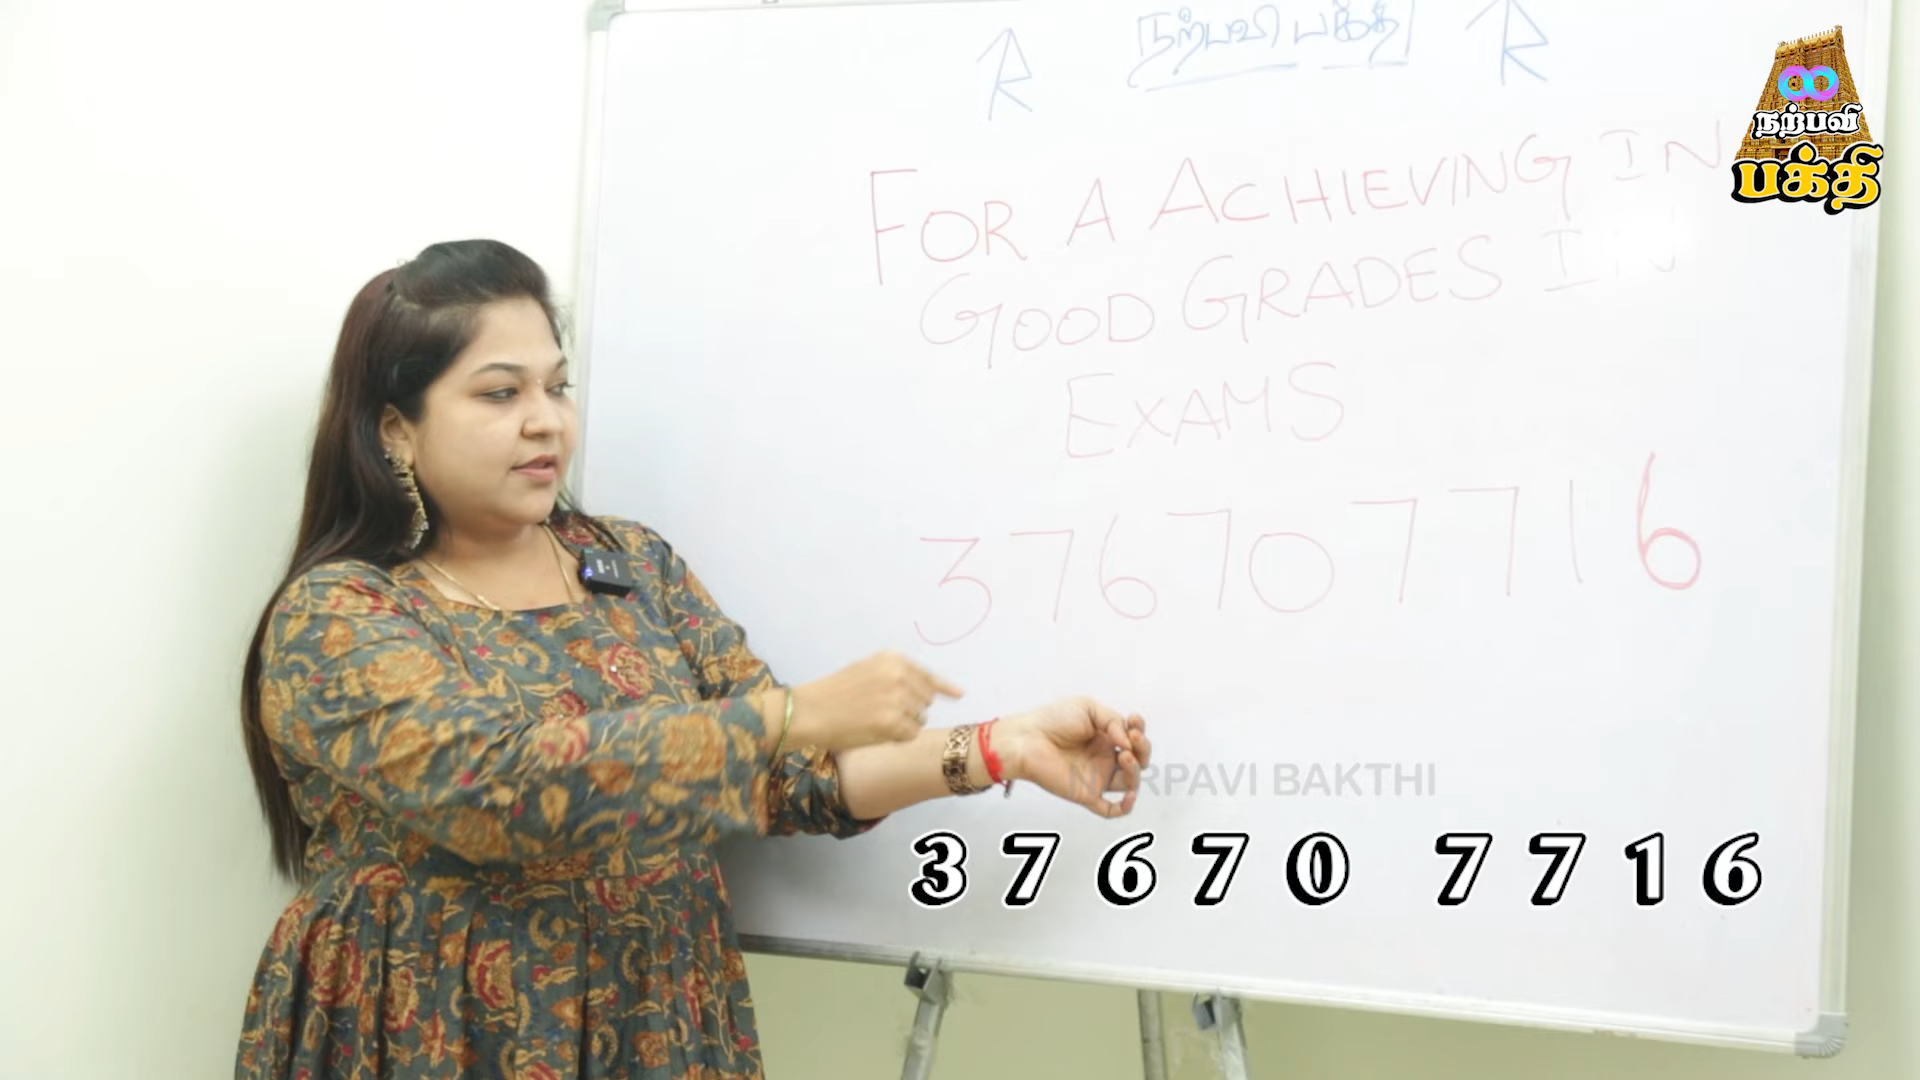 நற்பவி பக்தி
நற்பவி
பக்தி
FOR A ACHIEVING IN
GOOD GRADES IN
EXAMS
376707716
NARPAVI BAKTHI
37670 7716